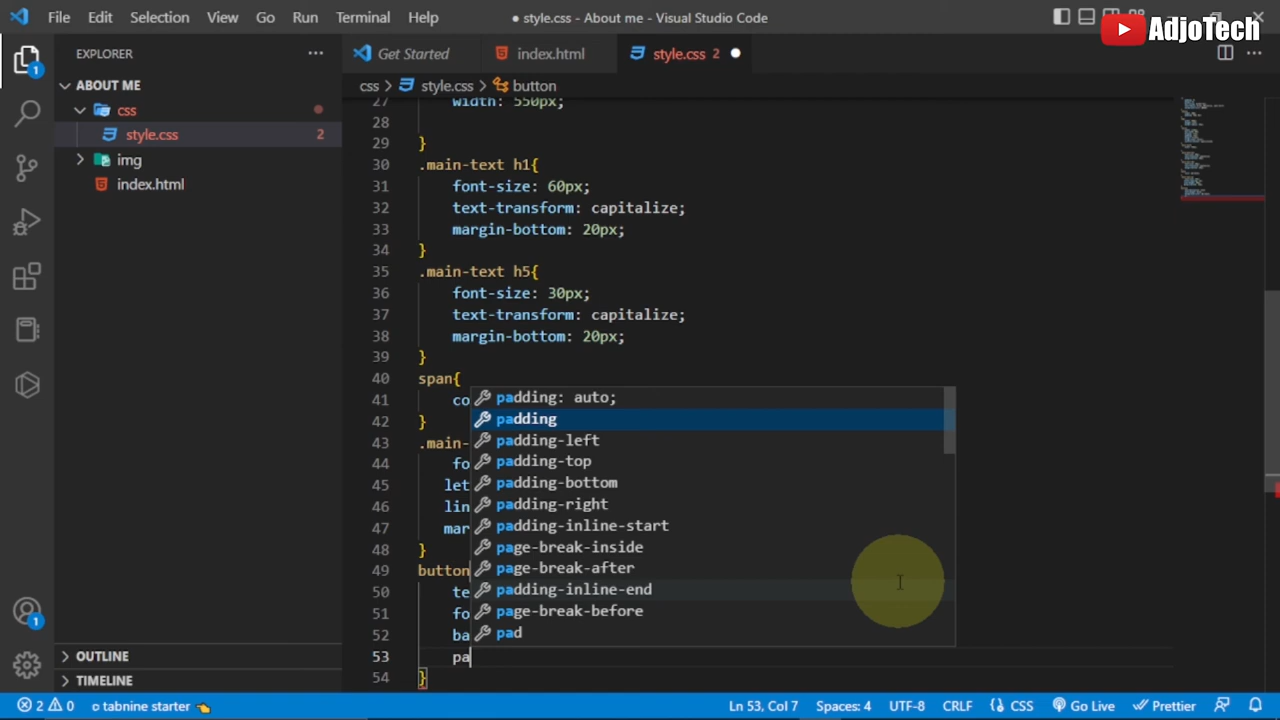 File Edit Selection View Go Run Terminal Help
● style.css - About me - Visual Studio Code
AdjoTech
EXPLORER
Get Started
index.html
style.css 2
ABOUT ME
css
style.css 2
img
index.html
OUTLINE
TIMELINE
1
1
css > style.css > button
27 width: 550px;
28
29 }
30 .main-text h1{
31 font-size: 60px;
32 text-transform: capitalize;
33 margin-bottom: 20px;
34 }
35 .main-text h5{
36 font-size: 30px;
37 text-transform: capitalize;
38 margin-bottom: 20px;
39 }
40 span{
41 co
42 }
43 .main-
44 fo
45 let
46 lin
47 mar
48 }
49 button
50 te
51 fo
52 ba
53 pa
54 }
padding: auto;
padding
padding-left
padding-top
padding-bottom
padding-right
padding-inline-start
page-break-inside
page-break-after
padding-inline-end
page-break-before
pad
2 0 tabnine starter Ln 53, Col 7 Spaces: 4 UTF-8 CRLF {} CSS Go Live Prettier